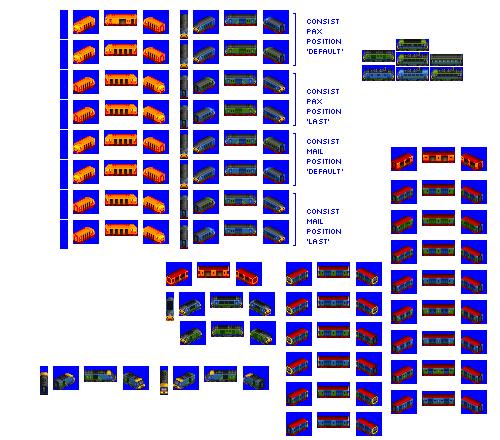 CONSIST
PAX
POSITION
'DEFAULT'
CONSIST
PAX
POSITION
'LAST'
CONSIST
MAIL
POSITION
'DEFAULT'
CONSIST
MAIL
POSITION
'LAST'